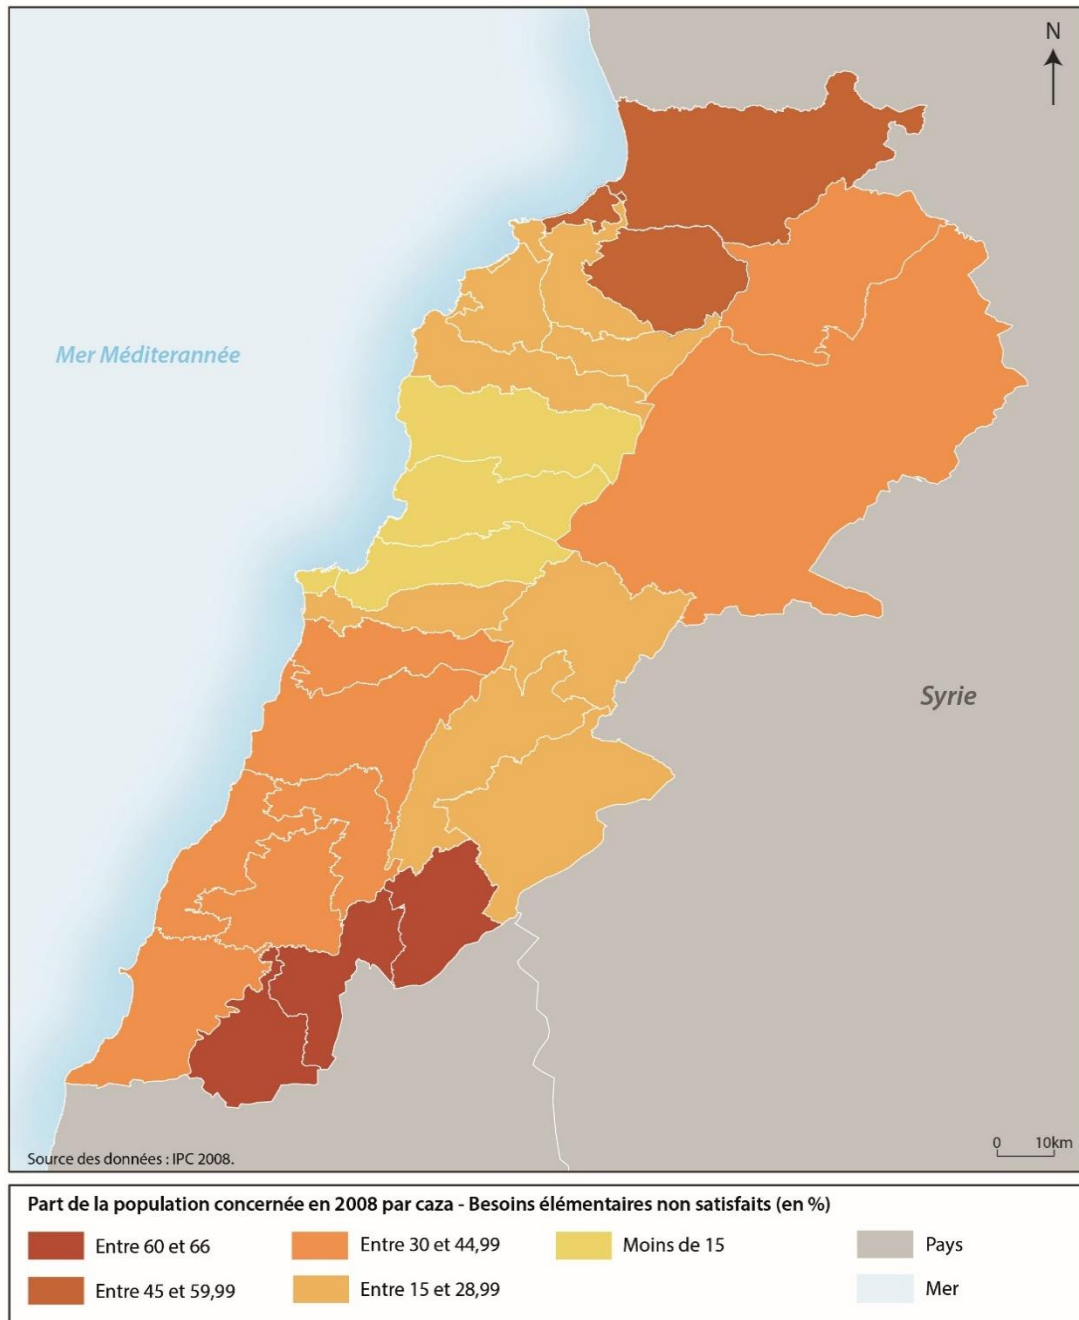 N
Mer Méditerannée
Syrie
0 10km
Source des données : IPC 2008.
Part de la population concernée en 2008 par caza - Besoins élémentaires non satisfaits (en %)
Entre 60 et 66
Entre 30 et 44,99
Moins de 15
Pays
Entre 45 et 59,99
Entre 15 et 28,99
Mer